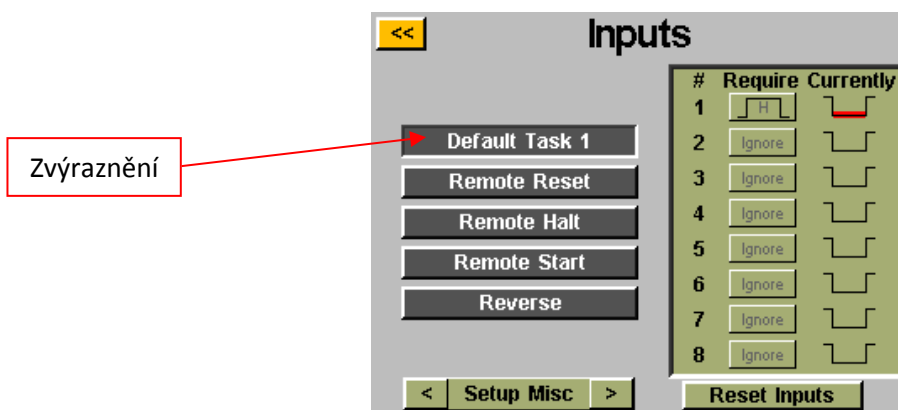 << Inputs
# Require Currently
1 H
Zvýraznění
Default Task 1
2 Ignore
Remote Reset
3 Ignore
Remote Halt
4 Ignore
Remote Start
5 Ignore
6 Ignore
Reverse
7 Ignore
8 Ignore
< Setup Misc >
Reset Inputs